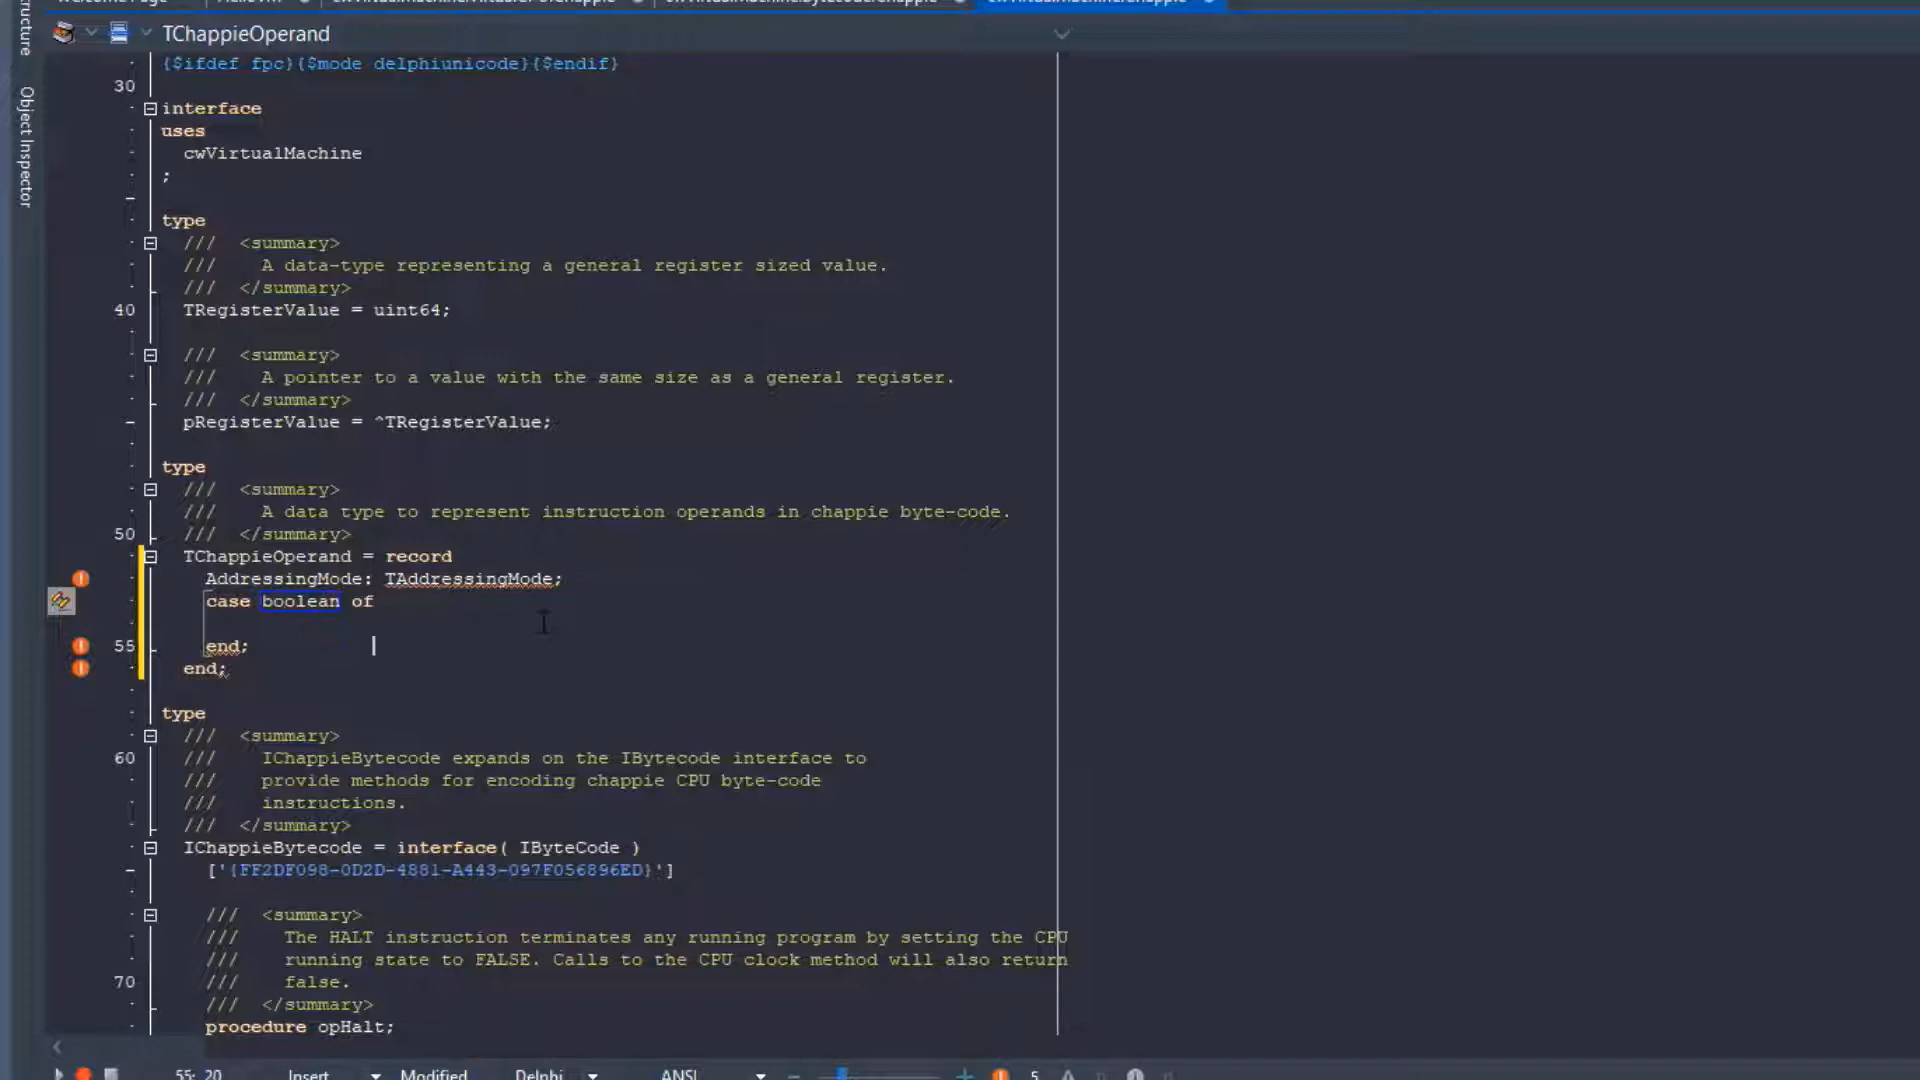 TChappieOperand
Object Inspector
{$ifdef fpc}{$mode delphiunicode}{$endif}
30
interface
uses
cwVirtualMachine
;
type
/// <summary>
/// A data-type representing a general register sized value.
/// </summary>
40 TRegisterValue = uint64;
/// <summary>
/// A pointer to a value with the same size as a general register.
/// </summary>
pRegisterValue = ^TRegisterValue;
type
/// <summary>
/// A data type to represent instruction operands in chappie byte-code.
50 /// </summary>
TChappieOperand = record
AddressingMode: TAddressingMode;
case boolean of
55 end;
end;
type
/// <summary>
60 /// IChappieBytecode expands on the IBytecode interface to
/// provide methods for encoding chappie CPU byte-code
/// instructions.
/// </summary>
IChappieBytecode = interface( IByteCode )
['{FF2DF098-0D2D-4881-A443-097F056896ED}']
/// <summary>
/// The HALT instruction terminates any running program by setting the CPU
/// running state to FALSE. Calls to the CPU clock method will also return
70 /// false.
/// </summary>
procedure opHalt;
55: 20 Insert Modified Delphi ANSI 5